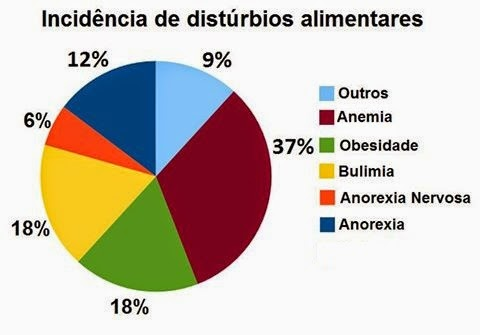 Incidência de distúrbios alimentares
12%
9%
6%
37%
18%
18%
Outros
Anemia
Obesidade
Bulimia
Anorexia Nervosa
Anorexia